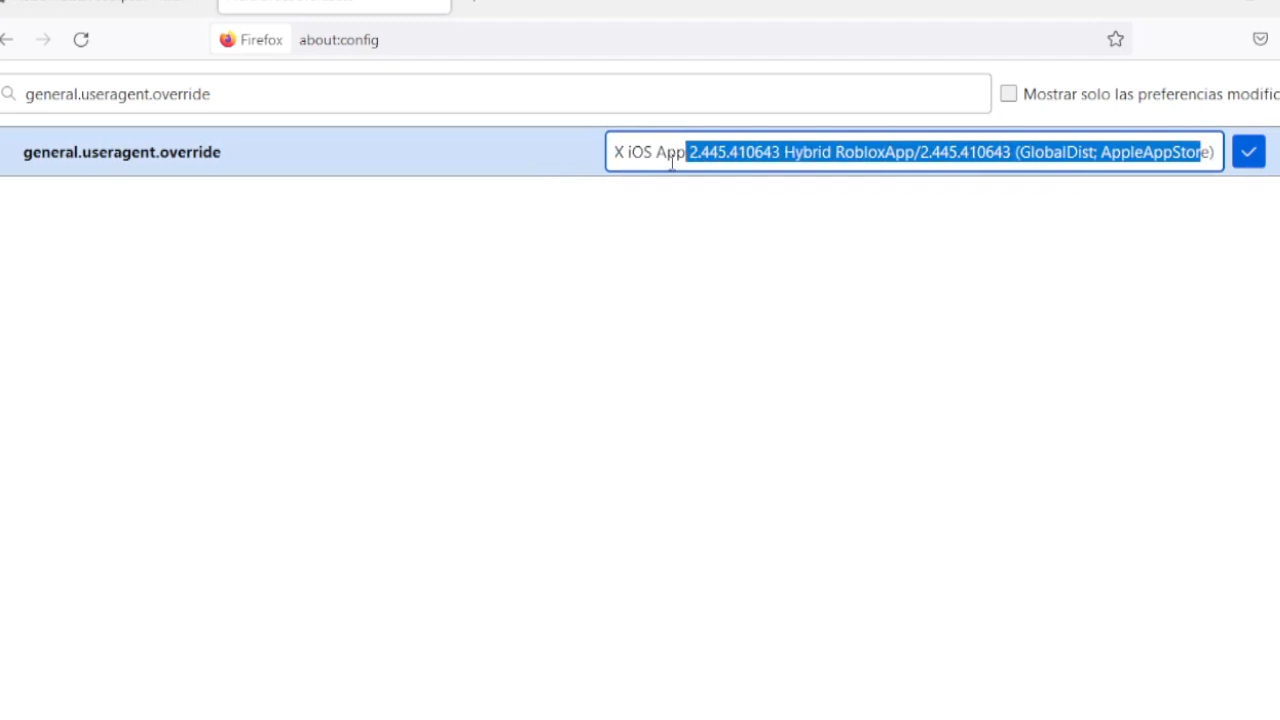 Firefox about:config
general.useragent.override
Mostrar solo las preferencias
general.useragent.override X iOS App 2.445.410643 Hybrid RobloxApp/2.445.410643 (GlobalDist; AppleAppStore)